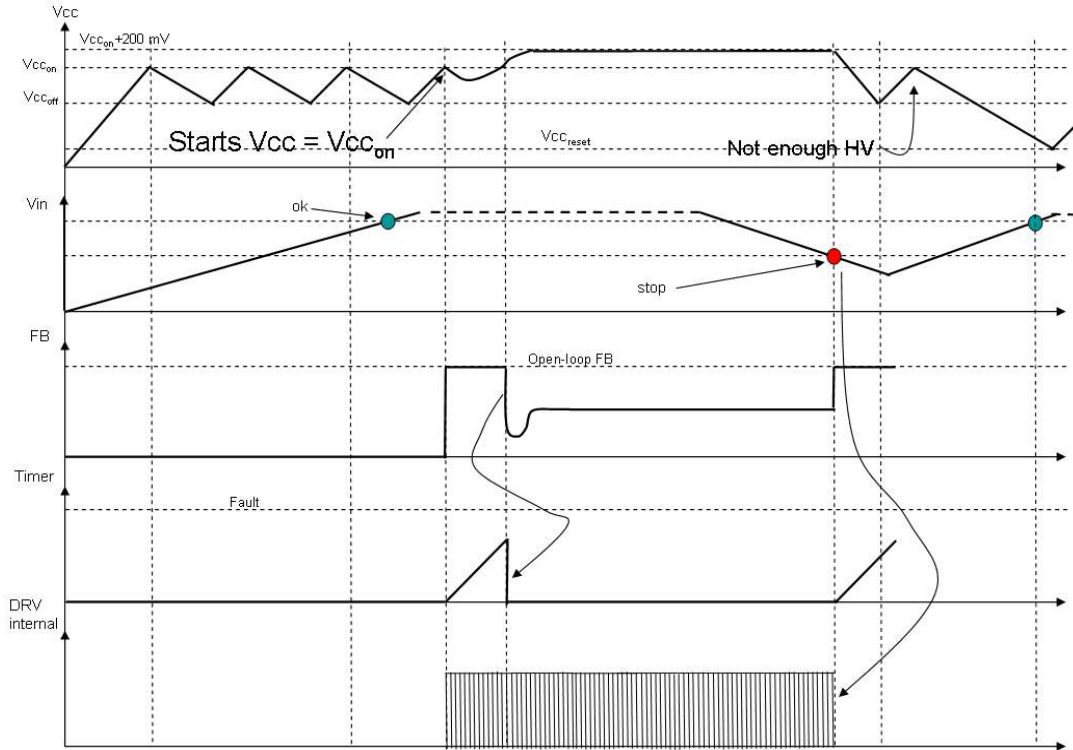 Vcc
Vcc_on+200 mV
Vcc_on
Vcc_off
Starts Vcc = Vcc_on
Vcc_reset
Not enough HV
Vin
ok
stop
FB
Open-loop FB
Timer
Fault
DRV
internal